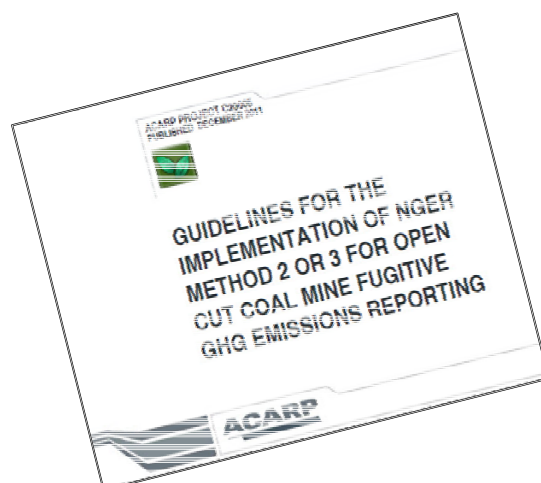 ACARP PROJECT C20005
PUBLISHED DECEMBER 2011
GUIDELINES FOR THE
IMPLEMENTATION OF NGER
METHOD 2 OR 3 FOR OPEN
CUT COAL MINE FUGITIVE
GHG EMISSIONS REPORTING
ACARP